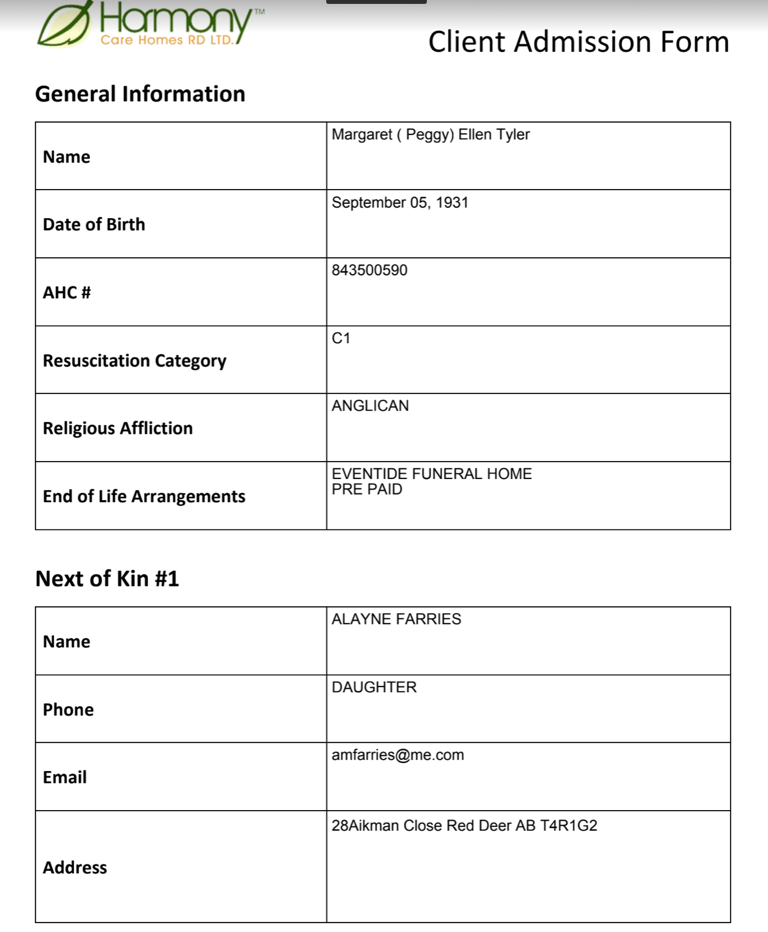 Harmony™
Care Homes RD LTD.
Client Admission Form
General Information
Name
Margaret ( Peggy) Ellen Tyler
Date of Birth
September 05, 1931
AHC #
843500590
Resuscitation Category
C1
Religious Affliction
ANGLICAN
End of Life Arrangements
EVENTIDE FUNERAL HOME
PRE PAID
Next of Kin #1
Name
ALAYNE FARRIES
Phone
DAUGHTER
Email
amfarries@me.com
Address
28Aikman Close Red Deer AB T4R1G2